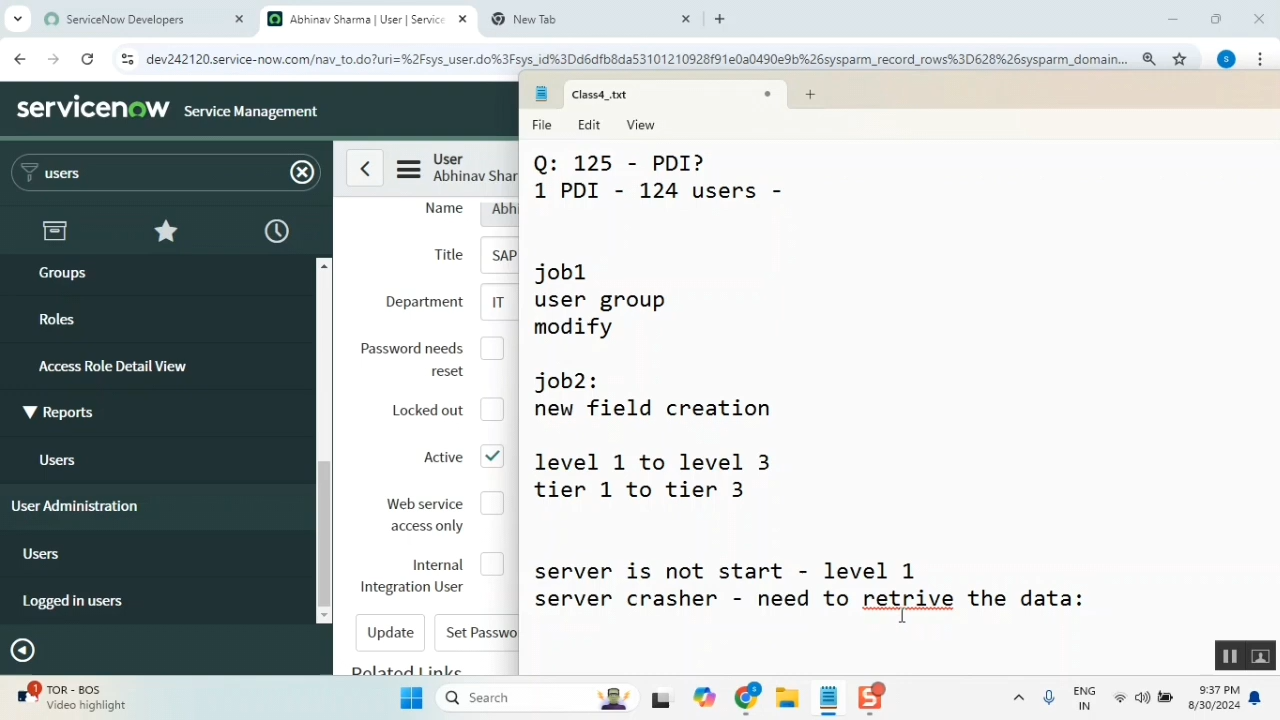 ServiceNow Developers
Abhinav Sharma | User | Service
New Tab
dev242120.service-now.com/nav_to.do?uri=%2Fsys_user.do%3Fsys_id%3Dd6dfb8da53101210928f91e0a0490e9b%26sysparm_record_rows%3D628%26sysparm_domain...
s
servicenow Service Management
users
Groups
Roles
Access Role Detail View
Reports
Users
User Administration
Users
Logged in users
User
Abhinav Shar
Name
Abhi
Title
SAP
Department
IT
Password needs
reset
Locked out
Active
Web service
access only
Internal
Integration User
Update
Set Passwo
Related Links
Class4_.txt
File Edit View
Q: 125 - PDI?
1 PDI - 124 users -
job1
user group
modify
job2:
new field creation
level 1 to level 3
tier 1 to tier 3
server is not start - level 1
server crasher - need to retrive the data:
1
TOR - BOS
Video highlight
Search
ENG
IN
9:37 PM
8/30/2024